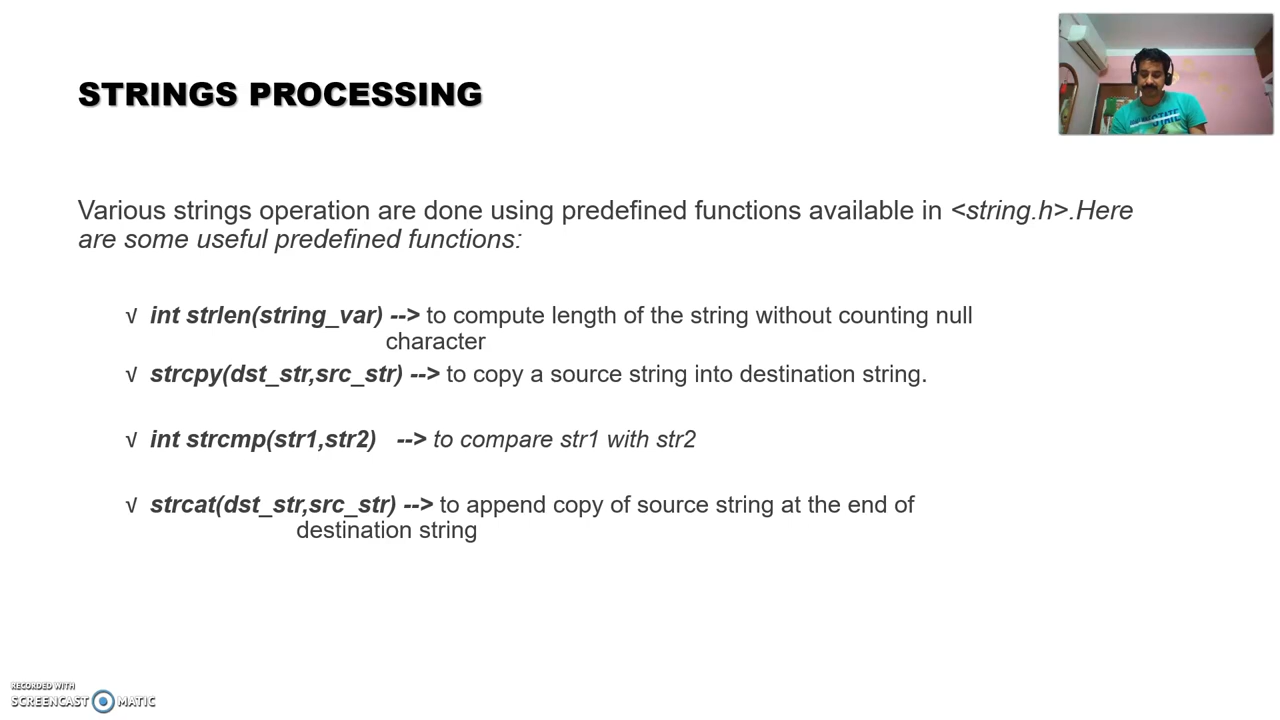 STRINGS PROCESSING
Various strings operation are done using predefined functions available in <string.h>.Here
are some useful predefined functions:
√ int strlen(string_var) --> to compute length of the string without counting null
character
√ strcpy(dst_str,src_str) --> to copy a source string into destination string.
√ int strcmp(str1,str2) --> to compare str1 with str2
√ strcat(dst_str,src_str) --> to append copy of source string at the end of
destination string
RECORDED WITH
SCREENCAST MATIC